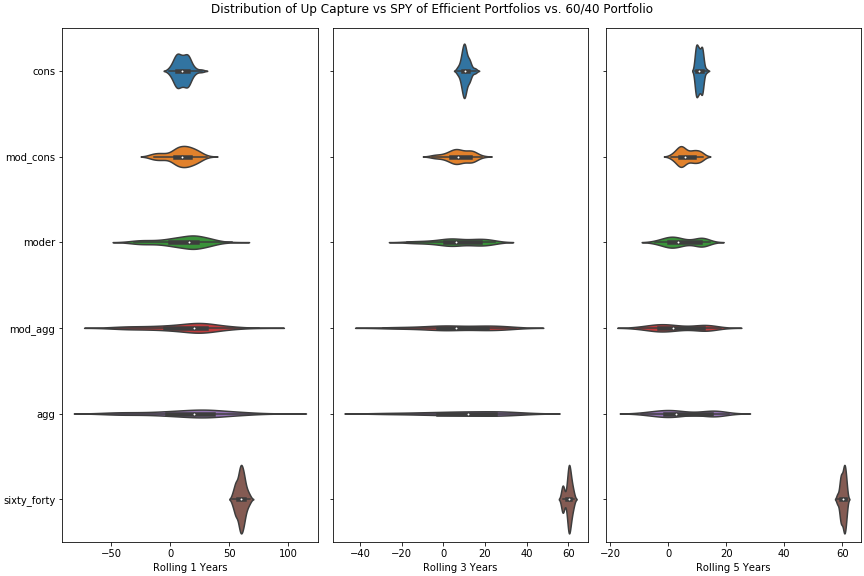 Distribution of Up Capture vs SPY of Efficient Portfolios vs. 60/40 Portfolio
cons
mod_cons
moder
mod_agg
agg
sixty_forty
−50 0 50 100
−40 −20 0 20 40 60
−20 0 20 40 60
Rolling 1 Years
Rolling 3 Years
Rolling 5 Years